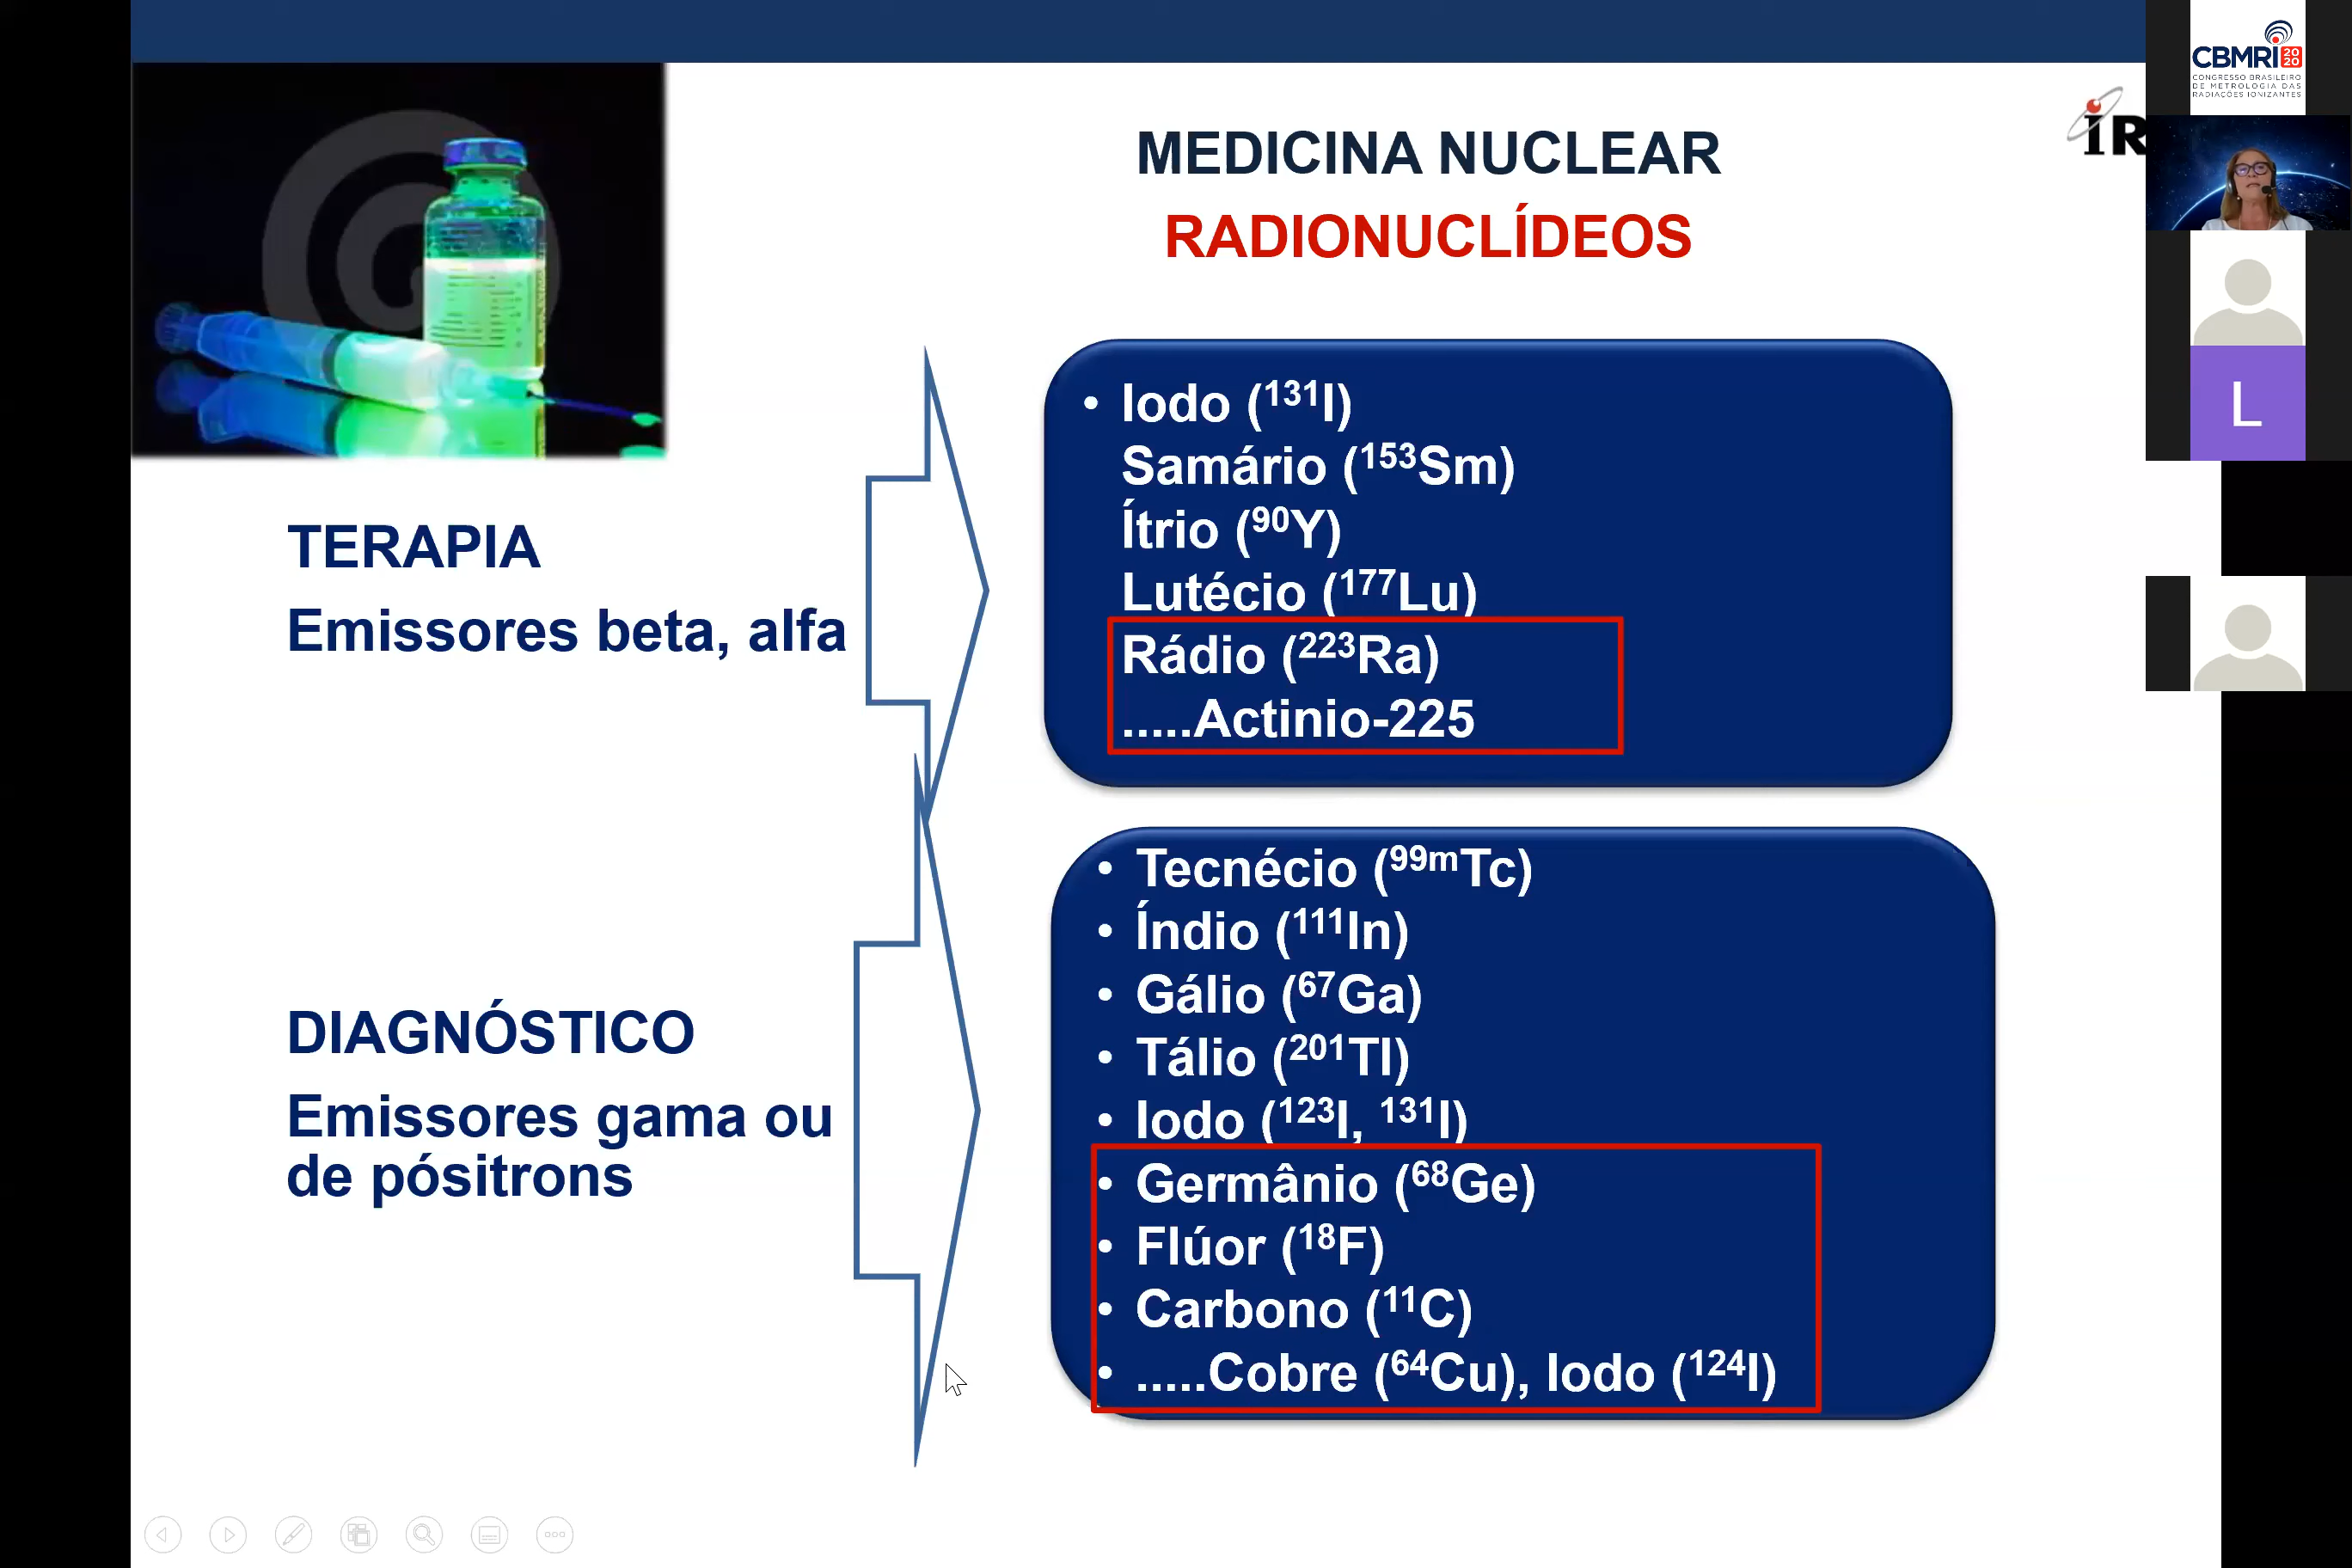 MEDICINA NUCLEAR
RADIONUCLÍDEOS
TERAPIA
Emissores beta, alfa
• Iodo (¹³¹I)
Samário (¹⁵³Sm)
Ítrio (⁹⁰Y)
Lutécio (¹⁷⁷Lu)
Rádio (²²³Ra)
.....Actinio-225
DIAGNÓSTICO
Emissores gama ou
de pósitrons
• Tecnécio (⁹⁹ᵐTc)
• Índio (¹¹¹In)
• Gálio (⁶⁷Ga)
• Tálio (²⁰¹Tl)
• Iodo (¹²³I, ¹³¹I)
• Germânio (⁶⁸Ge)
• Flúor (¹⁸F)
• Carbono (¹¹C)
• .....Cobre (⁶⁴Cu), Iodo (¹²⁴I)
IR
CBMRI 2020
CONGRESSO BRASILEIRO
DE METROLOGIA DAS
RADIAÇÕES IONIZANTES
L